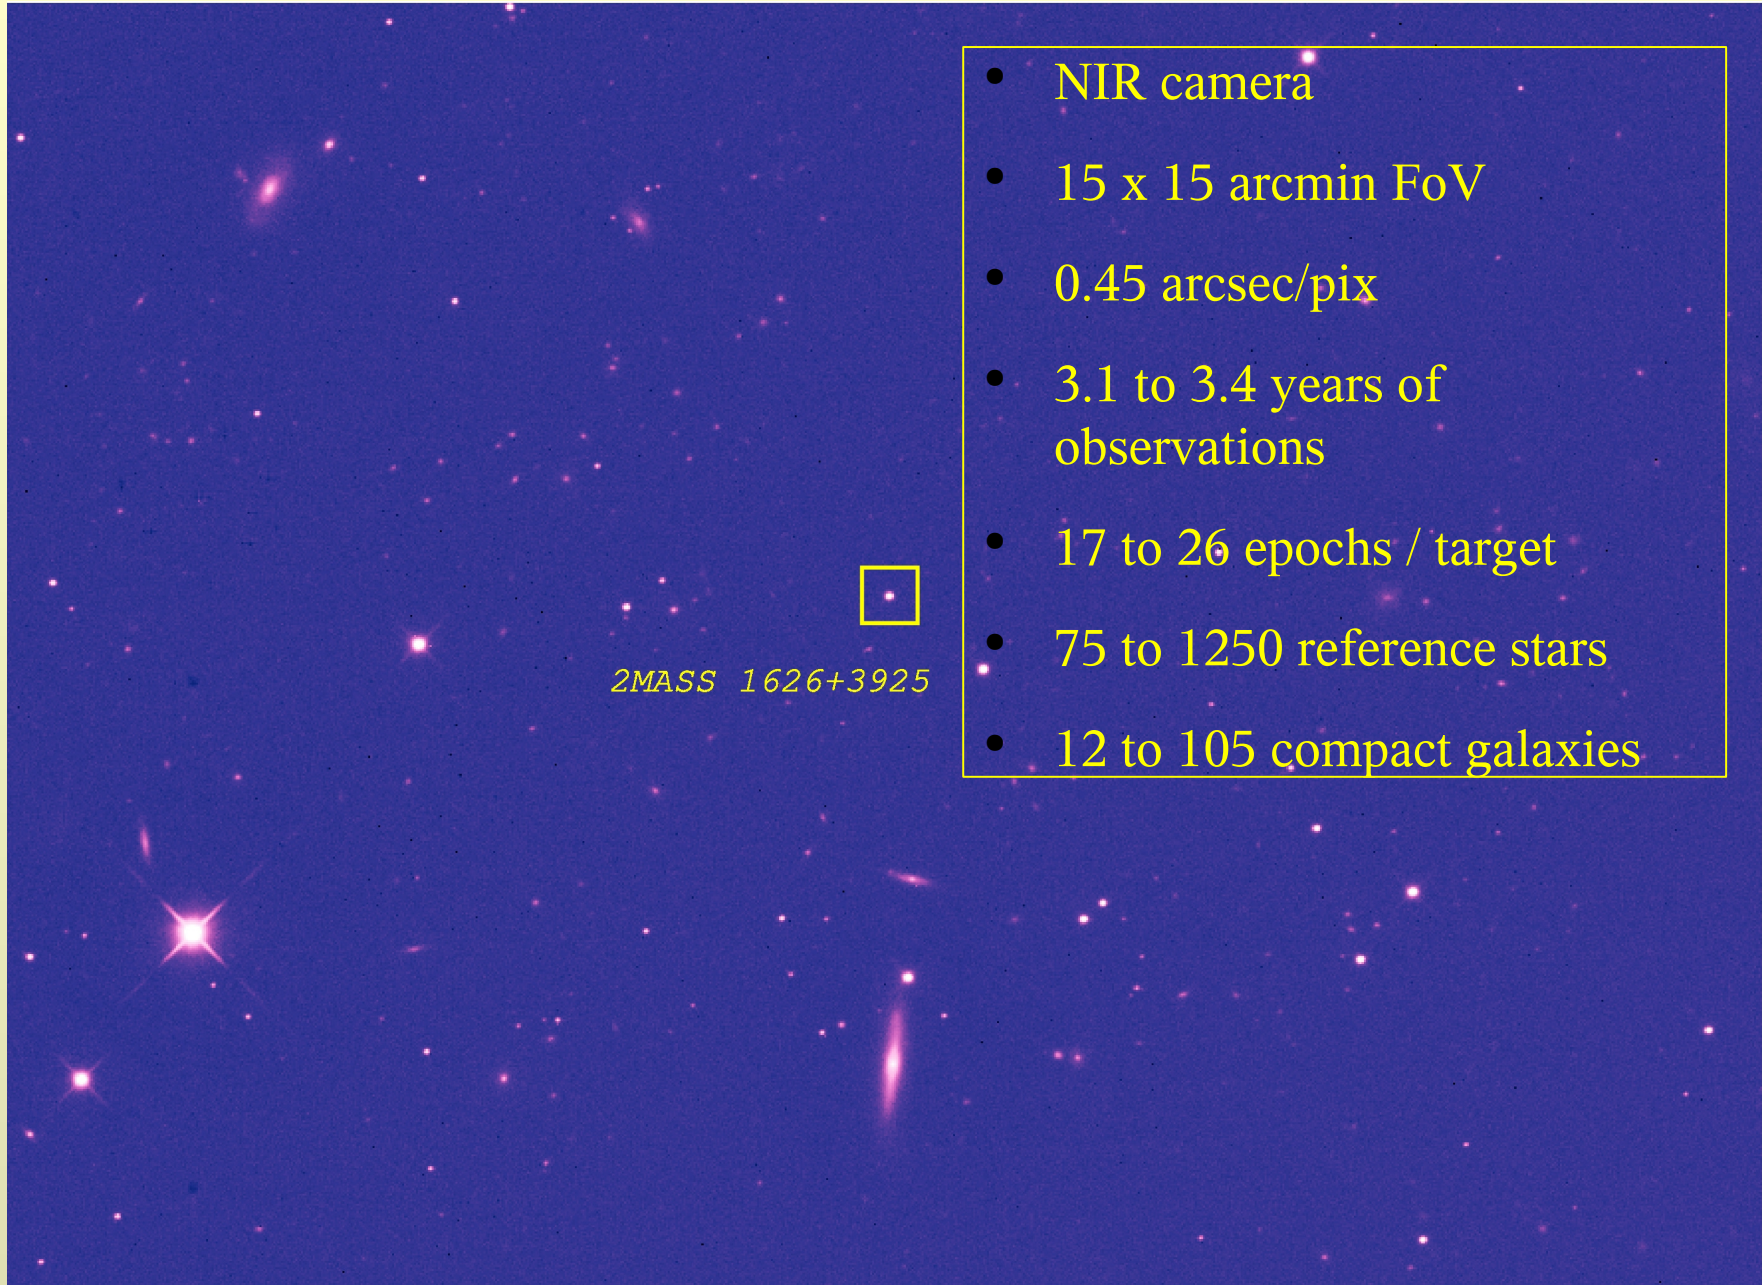 • NIR camera
• 15 x 15 arcmin FoV
• 0.45 arcsec/pix
• 3.1 to 3.4 years of
observations
• 17 to 26 epochs / target
• 75 to 1250 reference stars
2MASS 1626+3925
• 12 to 105 compact galaxies